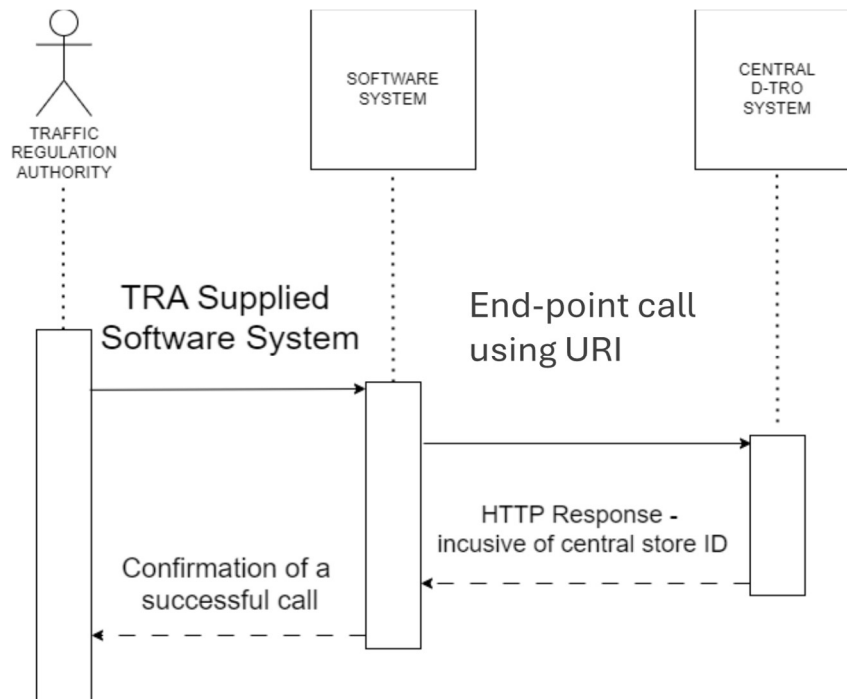 TRAFFIC
REGULATION
AUTHORITY
SOFTWARE
SYSTEM
CENTRAL
D-TRO
SYSTEM
TRA Supplied
Software System
End-point call
using URI
HTTP Response -
incusive of central store ID
Confirmation of a
successful call